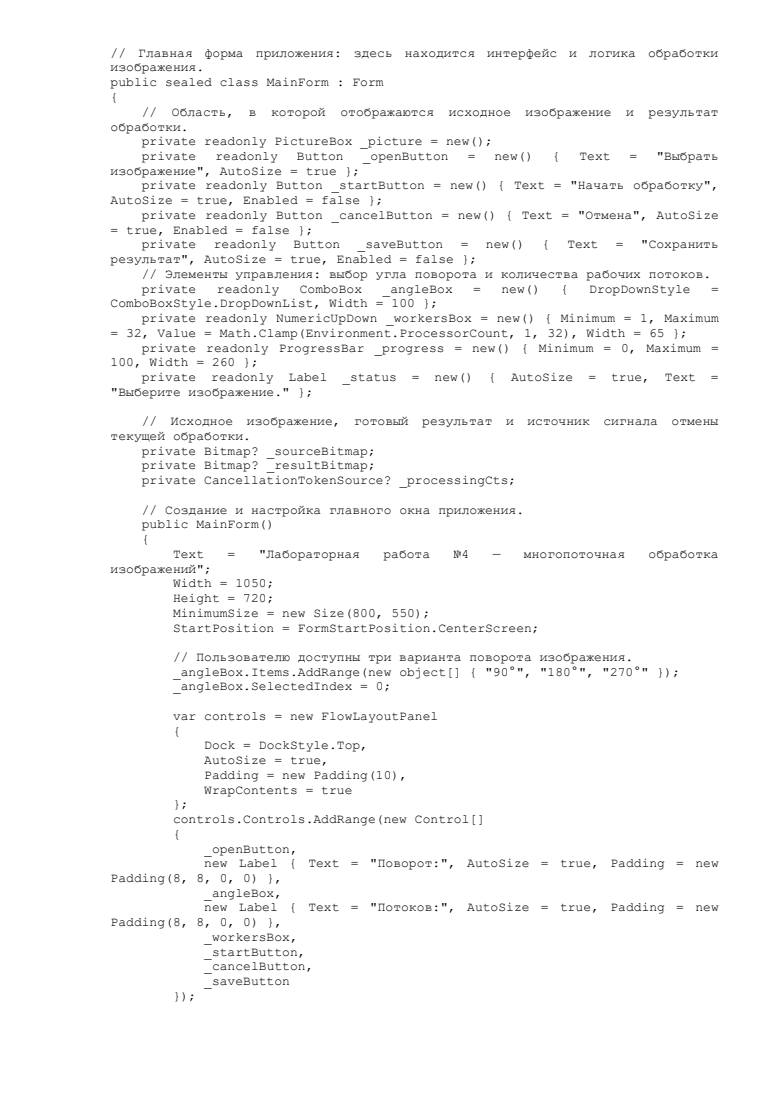 // Главная форма приложения: здесь находится интерфейс и логика обработки
изображения.
public sealed class MainForm : Form
{
// Область, в которой отображаются исходное изображение и результат
обработки.
private readonly PictureBox _picture = new();
private readonly Button _openButton = new() { Text = "Выбрать
изображение", AutoSize = true };
private readonly Button _startButton = new() { Text = "Начать обработку",
AutoSize = true, Enabled = false };
private readonly Button _cancelButton = new() { Text = "Отмена", AutoSize
= true, Enabled = false };
private readonly Button _saveButton = new() { Text = "Сохранить
результат", AutoSize = true, Enabled = false };
// Элементы управления: выбор угла поворота и количества рабочих потоков.
private readonly ComboBox _angleBox = new() { DropDownStyle =
ComboBoxStyle.DropDownList, Width = 100 };
private readonly NumericUpDown _workersBox = new() { Minimum = 1, Maximum
= 32, Value = Math.Clamp(Environment.ProcessorCount, 1, 32), Width = 65 };
private readonly ProgressBar _progress = new() { Minimum = 0, Maximum =
100, Width = 260 };
private readonly Label _status = new() { AutoSize = true, Text =
"Выберите изображение." };
// Исходное изображение, готовый результат и источник сигнала отмены
текущей обработки.
private Bitmap? _sourceBitmap;
private Bitmap? _resultBitmap;
private CancellationTokenSource? _processingCts;
// Создание и настройка главного окна приложения.
public MainForm()
{
Text = "Лабораторная работа №4 — многопоточная обработка
изображений";
Width = 1050;
Height = 720;
MinimumSize = new Size(800, 550);
StartPosition = FormStartPosition.CenterScreen;
// Пользователю доступны три варианта поворота изображения.
_angleBox.Items.AddRange(new object[] { "90°", "180°", "270°" });
_angleBox.SelectedIndex = 0;
var controls = new FlowLayoutPanel
{
Dock = DockStyle.Top,
AutoSize = true,
Padding = new Padding(10),
WrapContents = true
};
controls.Controls.AddRange(new Control[]
{
_openButton,
new Label { Text = "Поворот:", AutoSize = true, Padding = new
Padding(8, 8, 0, 0) },
_angleBox,
new Label { Text = "Потоков:", AutoSize = true, Padding = new
Padding(8, 8, 0, 0) },
_workersBox,
_startButton,
_cancelButton,
_saveButton
});